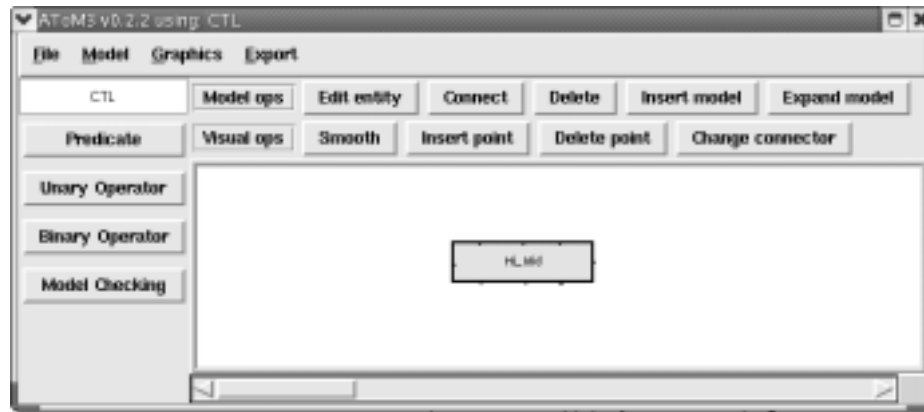 AToM3 v0.2.2 using: CTL
File Model Graphics Export
CTL Model ops Edit entity Connect Delete Insert model Expand model
Predicate Visual ops Smooth Insert point Delete point Change connector
Unary Operator
Binary Operator
Model Checking